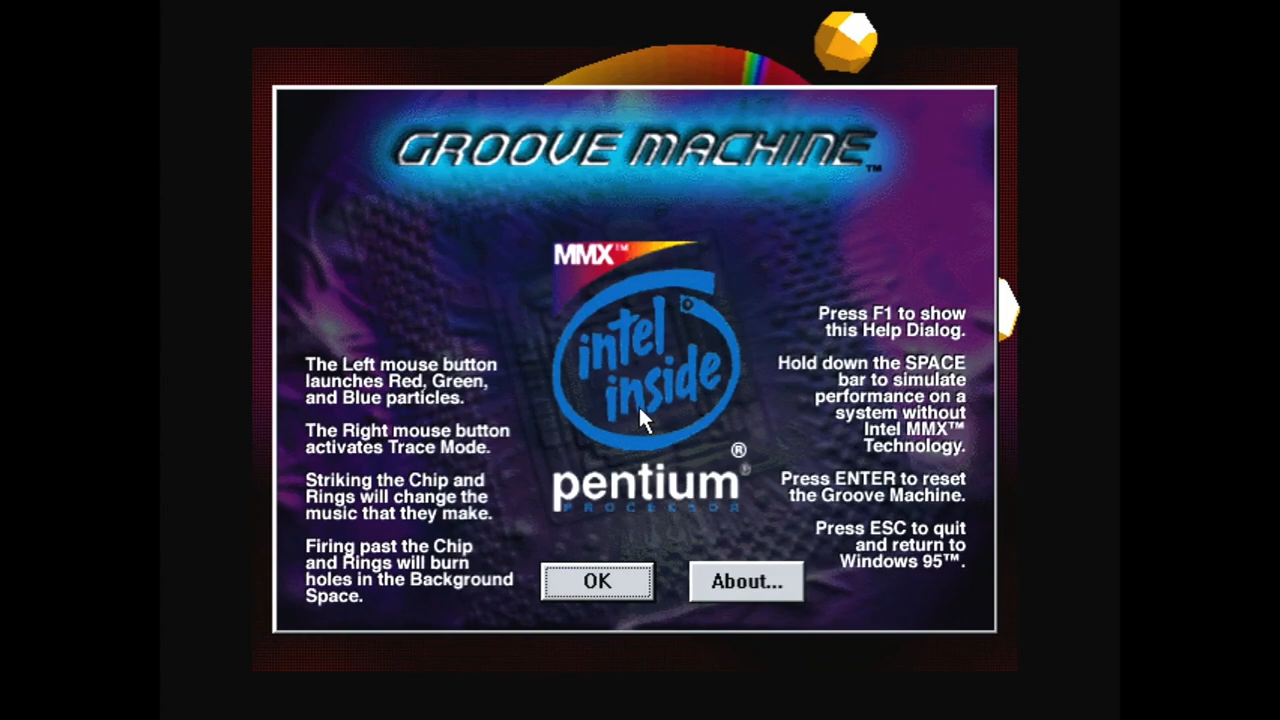 GROOVE MACHINE™
MMX™
intel
inside
®
pentium®
PROCESSOR
The Left mouse button
launches Red, Green,
and Blue particles.
The Right mouse button
activates Trace Mode.
Striking the Chip and
Rings will change the
music that they make.
Firing past the Chip
and Rings will burn
holes in the Background
Space.
Press F1 to show
this Help Dialog.
Hold down the SPACE
bar to simulate
performance on a
system without
Intel MMX™
Technology.
Press ENTER to reset
the Groove Machine.
Press ESC to quit
and return to
Windows 95™.
OK
About...